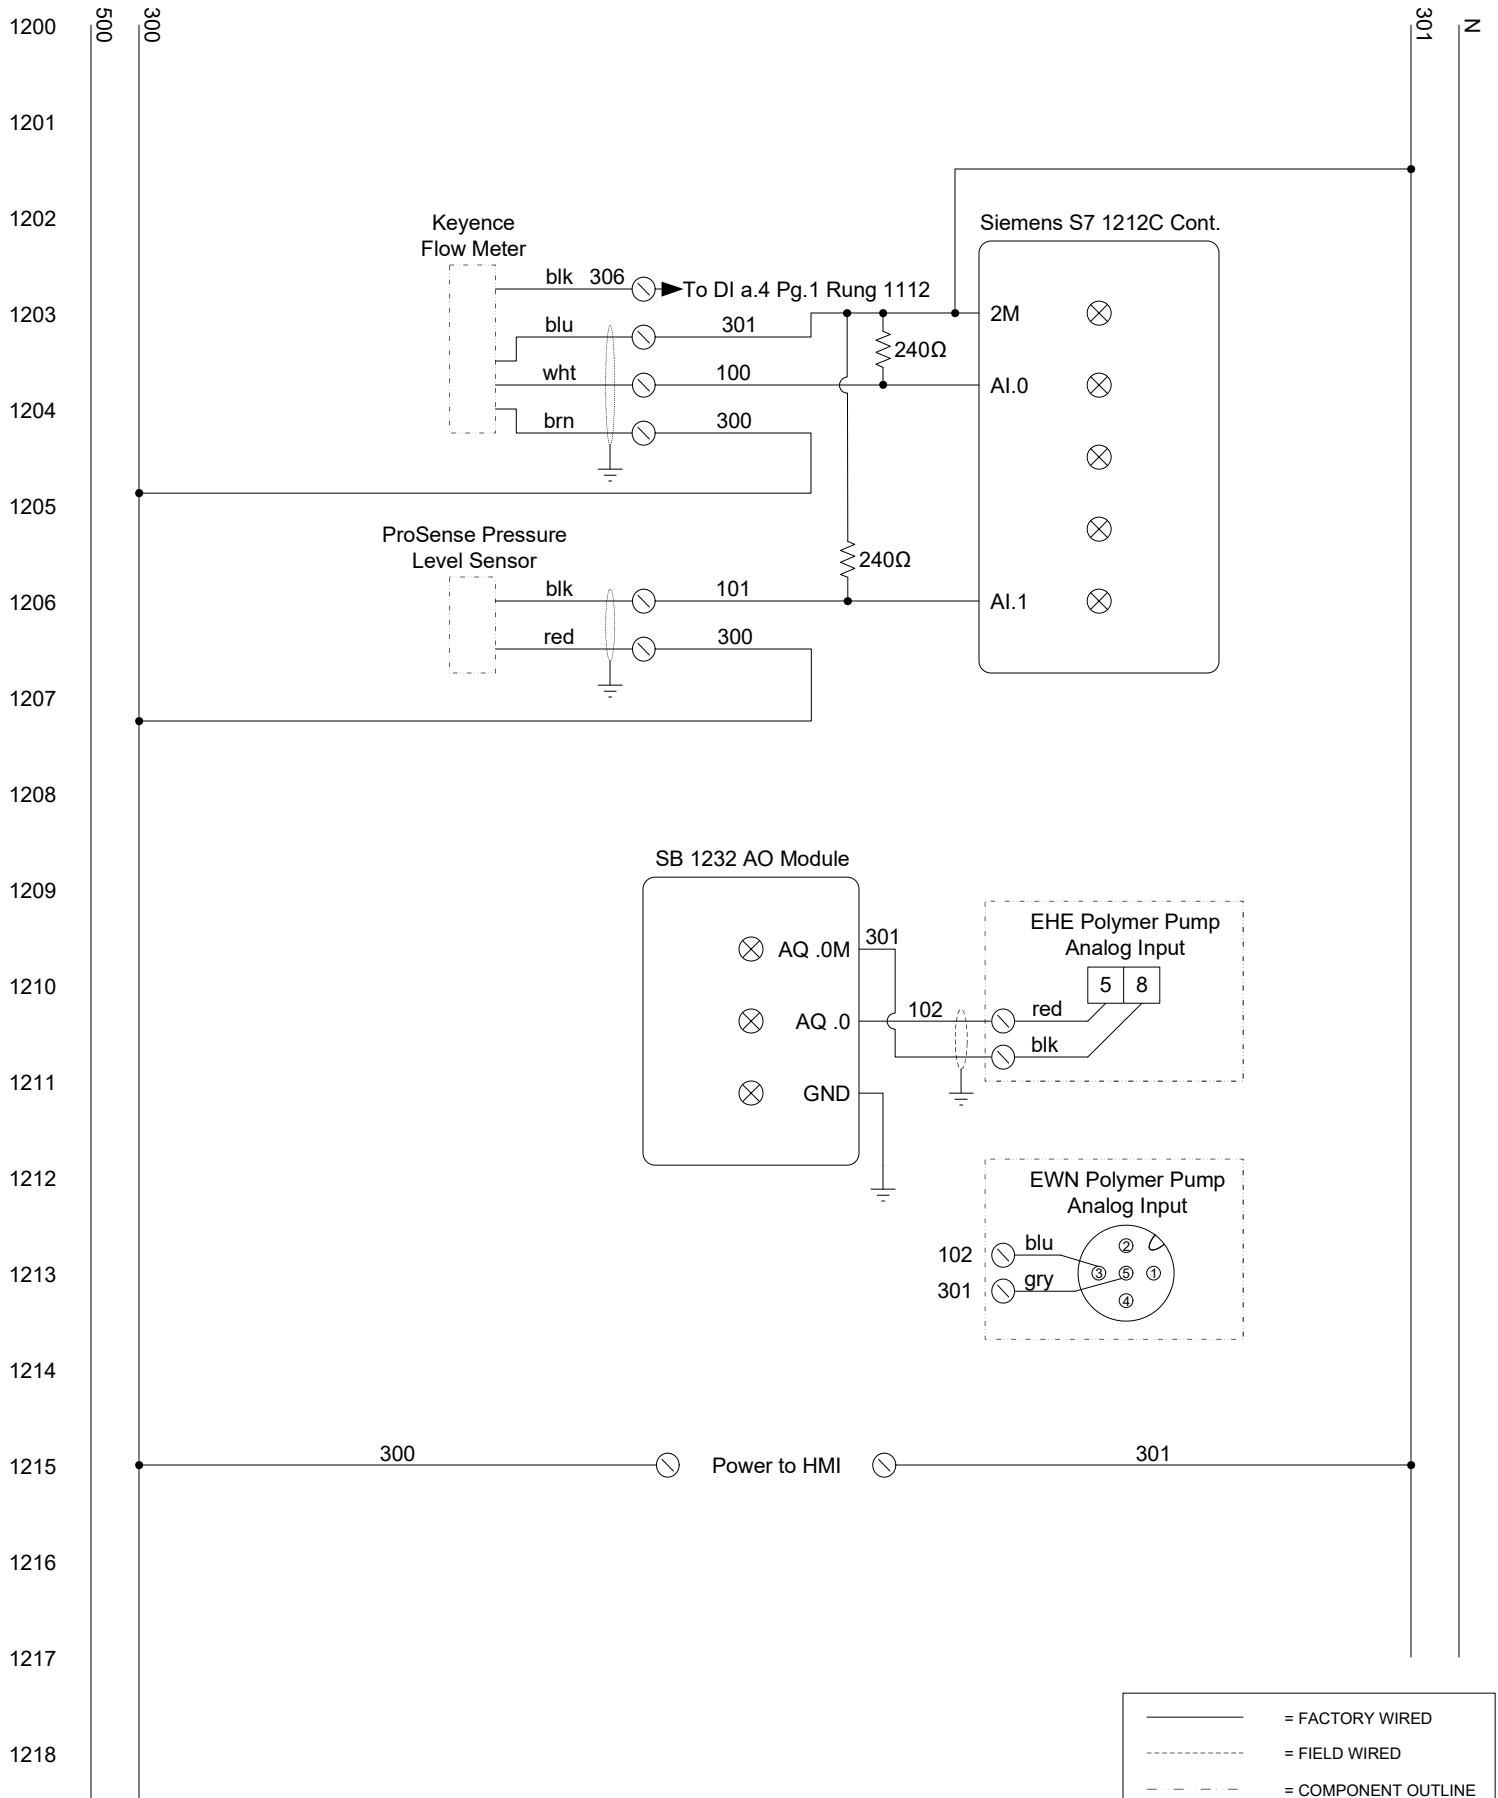 1200
500
300
301
N
1201
1202
Keyence
Flow Meter
Siemens S7 1212C Cont.
blk 306
To DI a.4 Pg.1 Rung 1112
1203
2M
blu
301
240Ω
wht
100
AI.0
1204
brn
300
1205
ProSense Pressure
Level Sensor
240Ω
blk
101
1206
AI.1
red
300
1207
1208
SB 1232 AO Module
1209
EHE Polymer Pump
Analog Input
301
AQ .0M
1210
5 8
102
red
AQ .0
blk
1211
GND
1212
EWN Polymer Pump
Analog Input
102
blu
2
1213
3 5 1
301
gry
4
1214
300
301
1215
Power to HMI
1216
1217
= FACTORY WIRED
1218
= FIELD WIRED
= COMPONENT OUTLINE